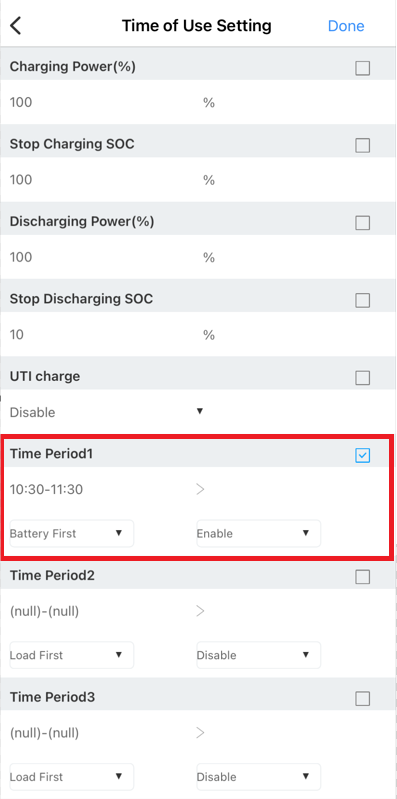 Time of Use Setting Done
Charging Power(%)
100 %
Stop Charging SOC
100 %
Discharging Power(%)
100 %
Stop Discharging SOC
10 %
UTI charge
Disable
Time Period1
10:30-11:30
Battery First Enable
Time Period2
(null)-(null)
Load First Disable
Time Period3
(null)-(null)
Load First Disable